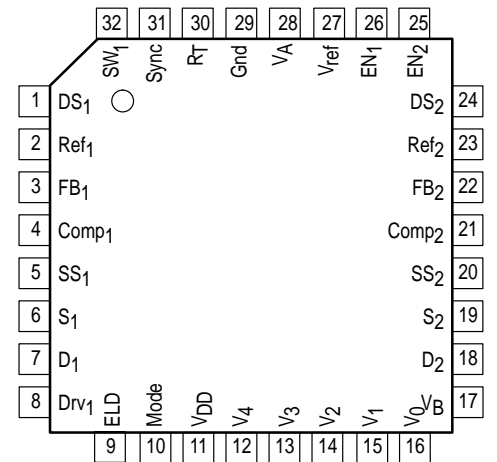 32 31 30 29 28 27 26 25
SW1 Sync RT Gnd VA Vref EN1 EN2
1 DS1 DS2 24
2 Ref1 Ref2 23
3 FB1 FB2 22
4 Comp1 Comp2 21
5 SS1 SS2 20
6 S1 S2 19
7 D1 D2 18
8 Drv1 VB 17
ELD Mode VDD V4 V3 V2 V1 V0
9 10 11 12 13 14 15 16